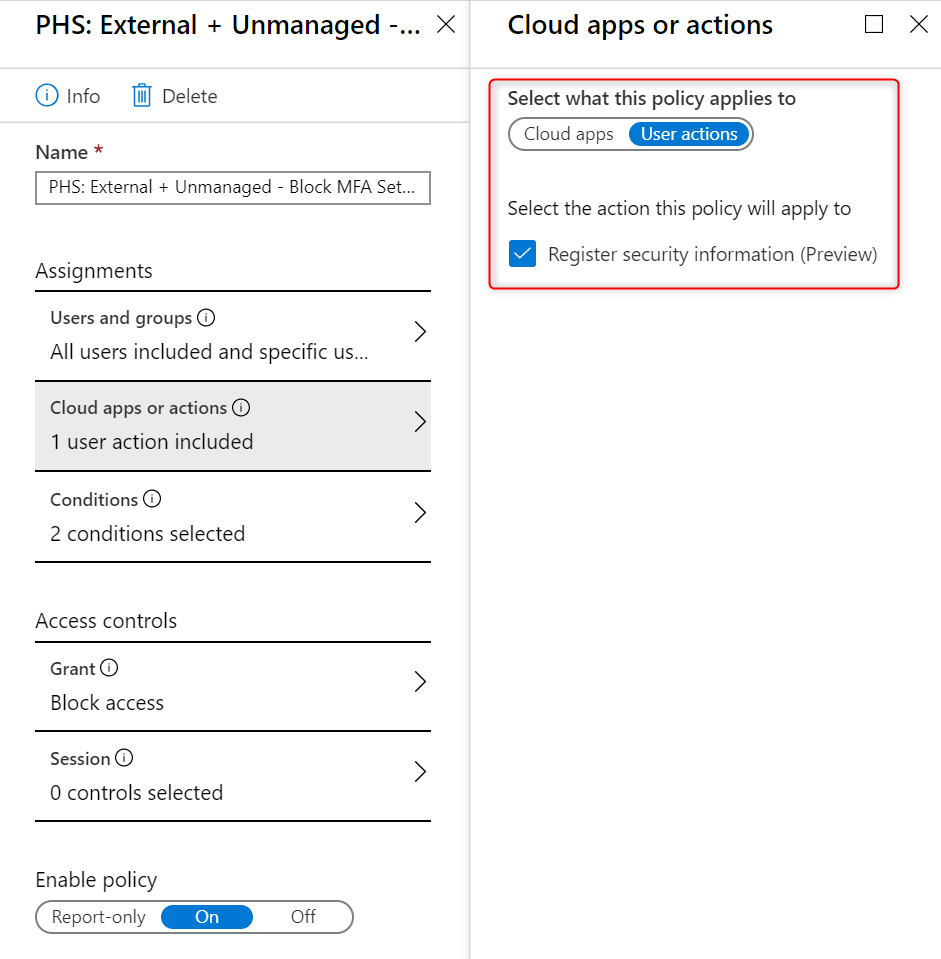 PHS: External + Unmanaged -...
Info
Delete
Name *
PHS: External + Unmanaged - Block MFA Set...
Assignments
Users and groups
All users included and specific us...
Cloud apps or actions
1 user action included
Conditions
2 conditions selected
Access controls
Grant
Block access
Session
0 controls selected
Enable policy
Report-only On Off
Cloud apps or actions
Select what this policy applies to
Cloud apps User actions
Select the action this policy will apply to
Register security information (Preview)